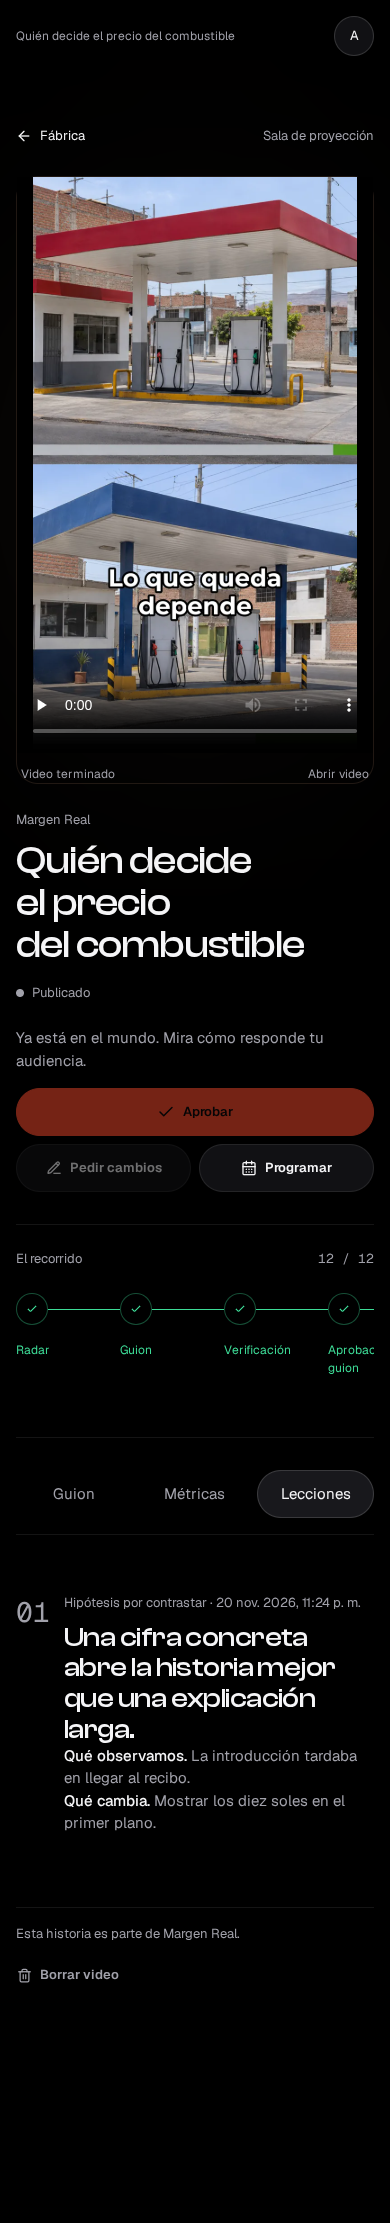 Quién decide el precio del combustible
A
Fábrica
Sala de proyección
Lo que queda
depende
0:00
Video terminado
Abrir video
Margen Real
Quién decide
el precio
del combustible
Publicado
Ya está en el mundo. Mira cómo responde tu
audiencia.
Aprobar
Pedir cambios
Programar
El recorrido
12 / 12
Radar
Guion
Verificación
Aprobac
guion
Guion
Métricas
Lecciones
01
Hipótesis por contrastar · 20 nov. 2026, 11:24 p. m.
Una cifra concreta
abre la historia mejor
que una explicación
larga.
Qué observamos. La introducción tardaba
en llegar al recibo.
Qué cambia. Mostrar los diez soles en el
primer plano.
Esta historia es parte de Margen Real.
Borrar video